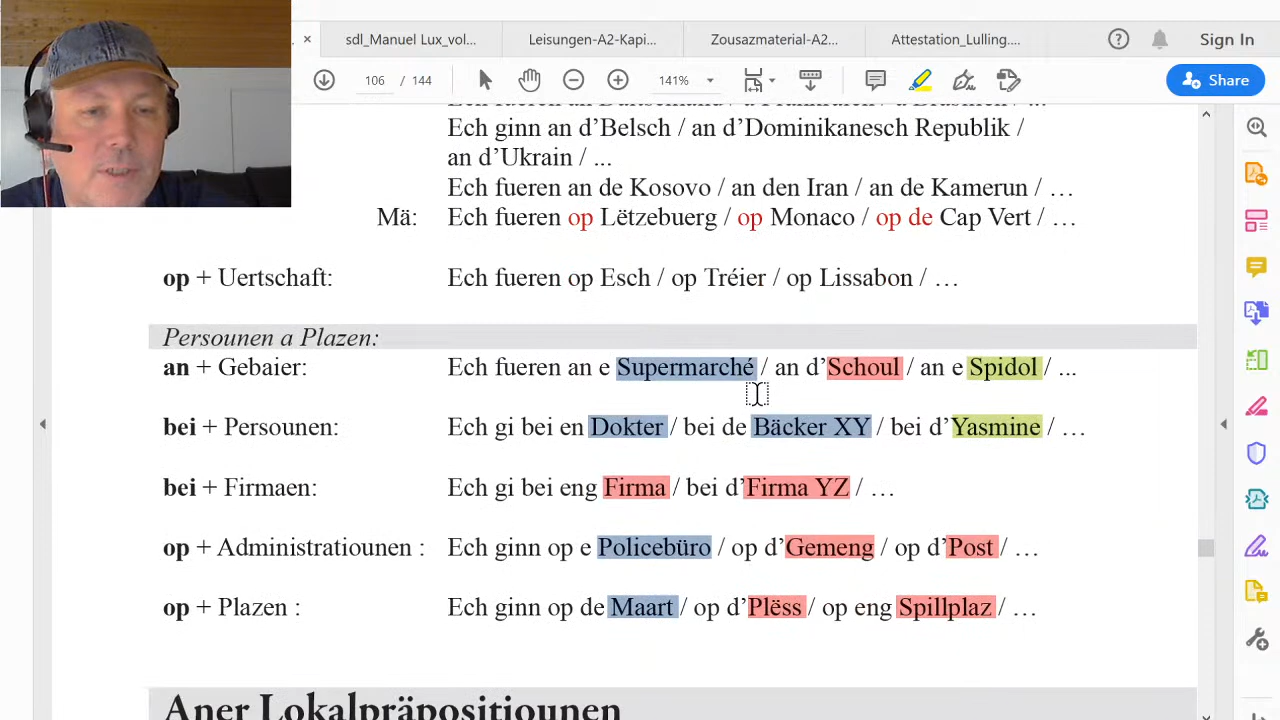 sdl_Manuel Lux_vol... Leisungen-A2-Kapi... Zousazmaterial-A2... Attestation_Lulling.... Sign In
106 / 144 141% Share
Ech ginn an d’Belsch / an d’Dominikanesch Republik /
an d’Ukrain / ...
Ech fueren an de Kosovo / an den Iran / an de Kamerun / …
Mä: Ech fueren op Lëtzebuerg / op Monaco / op de Cap Vert / …
op + Uertschaft: Ech fueren op Esch / op Tréier / op Lissabon / …
Persounen a Plazen:
an + Gebaier: Ech fueren an e Supermarché / an d’Schoul / an e Spidol / ...
bei + Persounen: Ech gi bei en Dokter / bei de Bäcker XY / bei d’Yasmine / …
bei + Firmaen: Ech gi bei eng Firma / bei d’Firma YZ / …
op + Administratiounen : Ech ginn op e Policebüro / op d’Gemeng / op d’Post / …
op + Plazen : Ech ginn op de Maart / op d’Plëss / op eng Spillplaz / …
Aner Lokalpräpositiounen